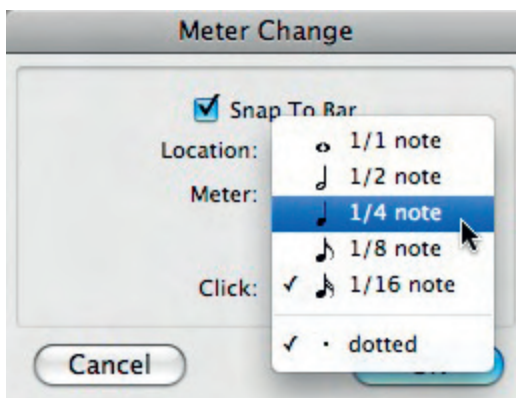 Meter Change
Snap To Bar
Location:
1/1 note
Meter:
1/2 note
1/4 note
1/8 note
Click:
✓ 1/16 note
✓ · dotted
Cancel